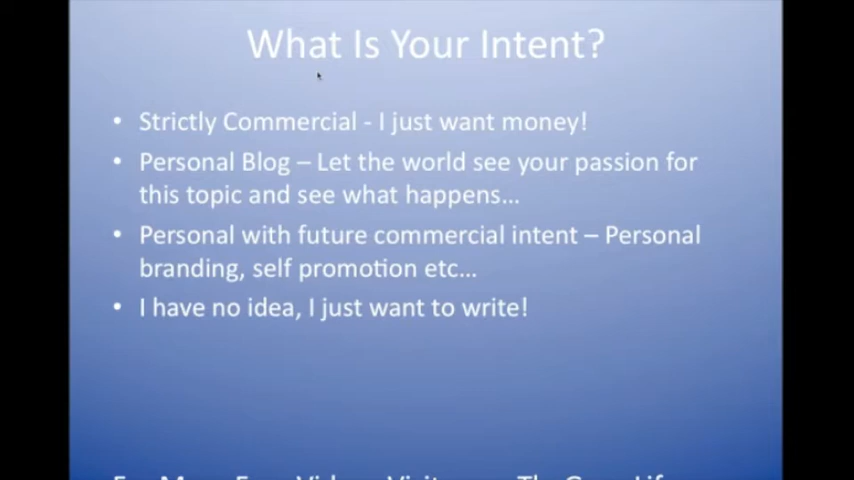 What Is Your Intent?
• Strictly Commercial - I just want money!
• Personal Blog – Let the world see your passion for
this topic and see what happens…
• Personal with future commercial intent – Personal
branding, self promotion etc…
• I have no idea, I just want to write!